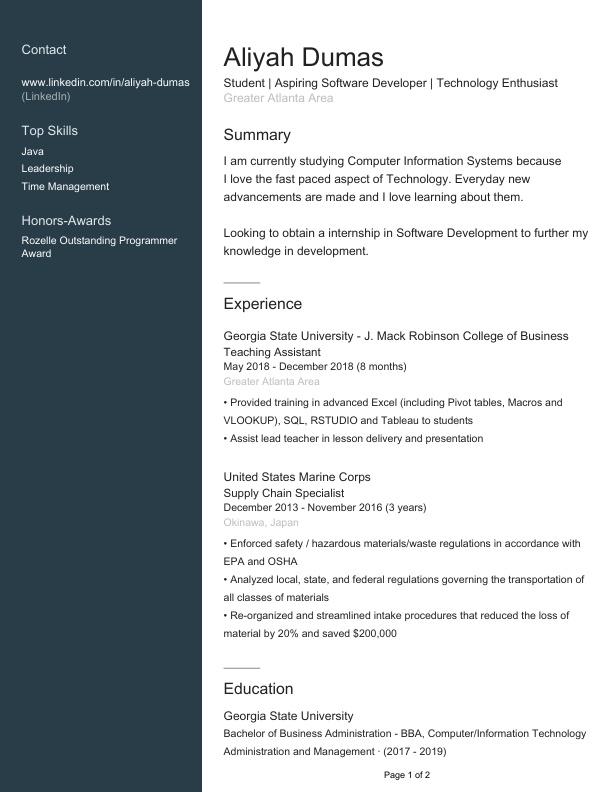 Contact
www.linkedin.com/in/aliyah-dumas
(LinkedIn)
Top Skills
Java
Leadership
Time Management
Honors-Awards
Rozelle Outstanding Programmer
Award
Aliyah Dumas
Student | Aspiring Software Developer | Technology Enthusiast
Greater Atlanta Area
Summary
I am currently studying Computer Information Systems because
I love the fast paced aspect of Technology. Everyday new
advancements are made and I love learning about them.
Looking to obtain a internship in Software Development to further my
knowledge in development.
Experience
Georgia State University - J. Mack Robinson College of Business
Teaching Assistant
May 2018 - December 2018 (8 months)
Greater Atlanta Area
• Provided training in advanced Excel (including Pivot tables, Macros and
VLOOKUP), SQL, RSTUDIO and Tableau to students
• Assist lead teacher in lesson delivery and presentation
United States Marine Corps
Supply Chain Specialist
December 2013 - November 2016 (3 years)
Okinawa, Japan
• Enforced safety / hazardous materials/waste regulations in accordance with
EPA and OSHA
• Analyzed local, state, and federal regulations governing the transportation of
all classes of materials
• Re-organized and streamlined intake procedures that reduced the loss of
material by 20% and saved $200,000
Education
Georgia State University
Bachelor of Business Administration - BBA, Computer/Information Technology
Administration and Management · (2017 - 2019)
Page 1 of 2